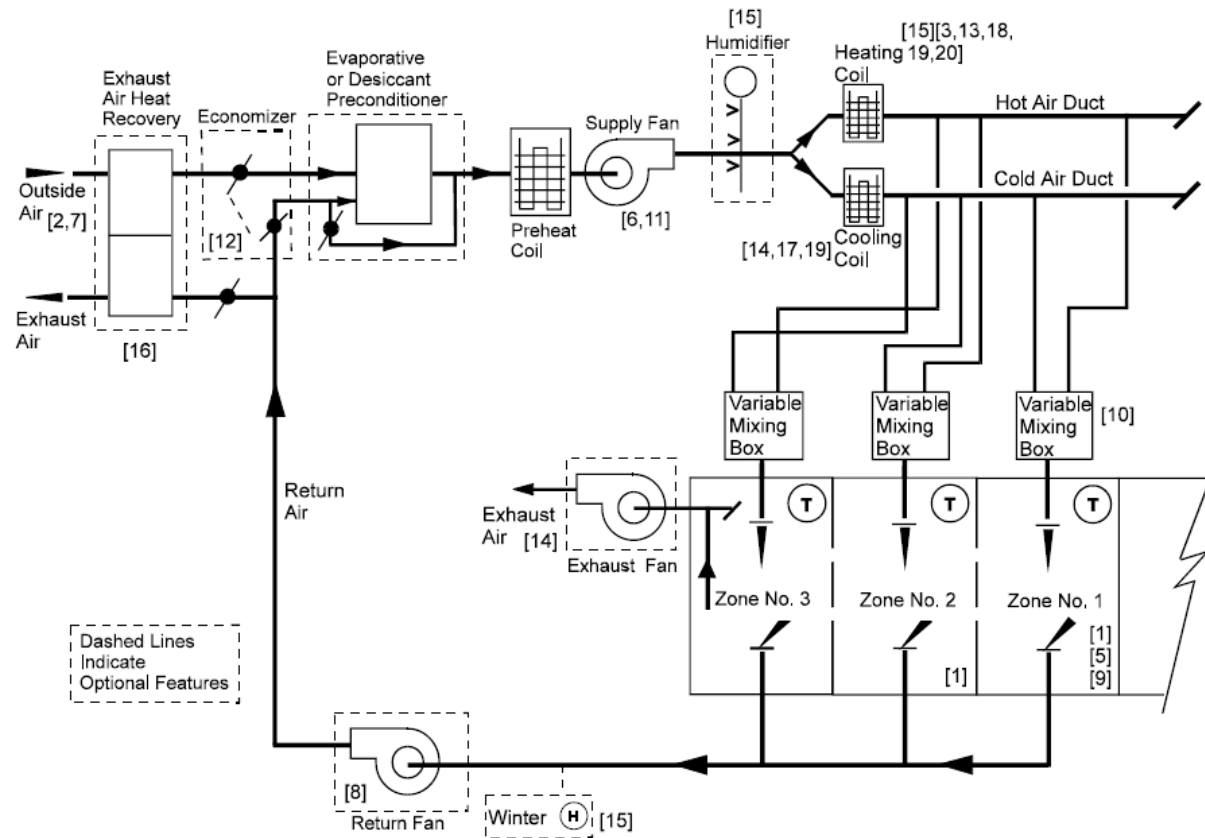 [15]
Humidifier
[15][3,13,18,
Heating 19,20]
Coil
Evaporative
or Desiccant
Preconditioner
Exhaust
Air Heat
Recovery
Economizer
Supply Fan
Hot Air Duct
Outside
Air [2,7]
Cold Air Duct
[12]
Preheat
Coil
[6,11]
[14,17,19]
Cooling
Coil
Exhaust
Air
[16]
Variable
Mixing
Box
Variable
Mixing
Box
Variable
Mixing
Box
[10]
Return
Air
Exhaust
Air [14]
Exhaust Fan
T
T
T
Zone No. 3
Zone No. 2
Zone No. 1
[1]
[1]
[5]
[9]
Dashed Lines
Indicate
Optional Features
[8]
Return Fan
Winter H [15]